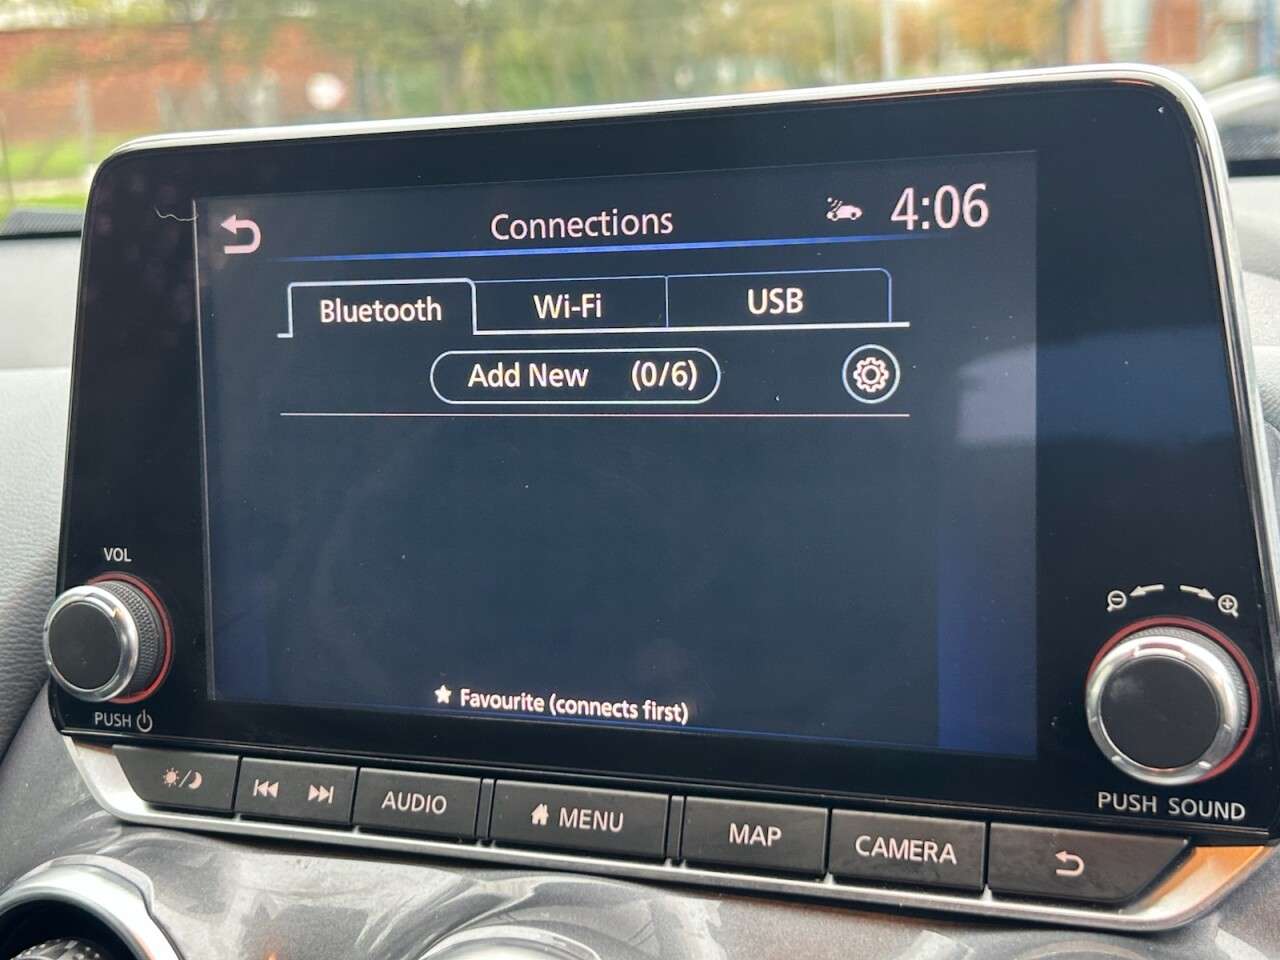 Connections
4:06
Bluetooth
Wi-Fi
USB
Add New (0/6)
★ Favourite (connects first)
VOL
PUSH
PUSH SOUND
AUDIO
MENU
MAP
CAMERA